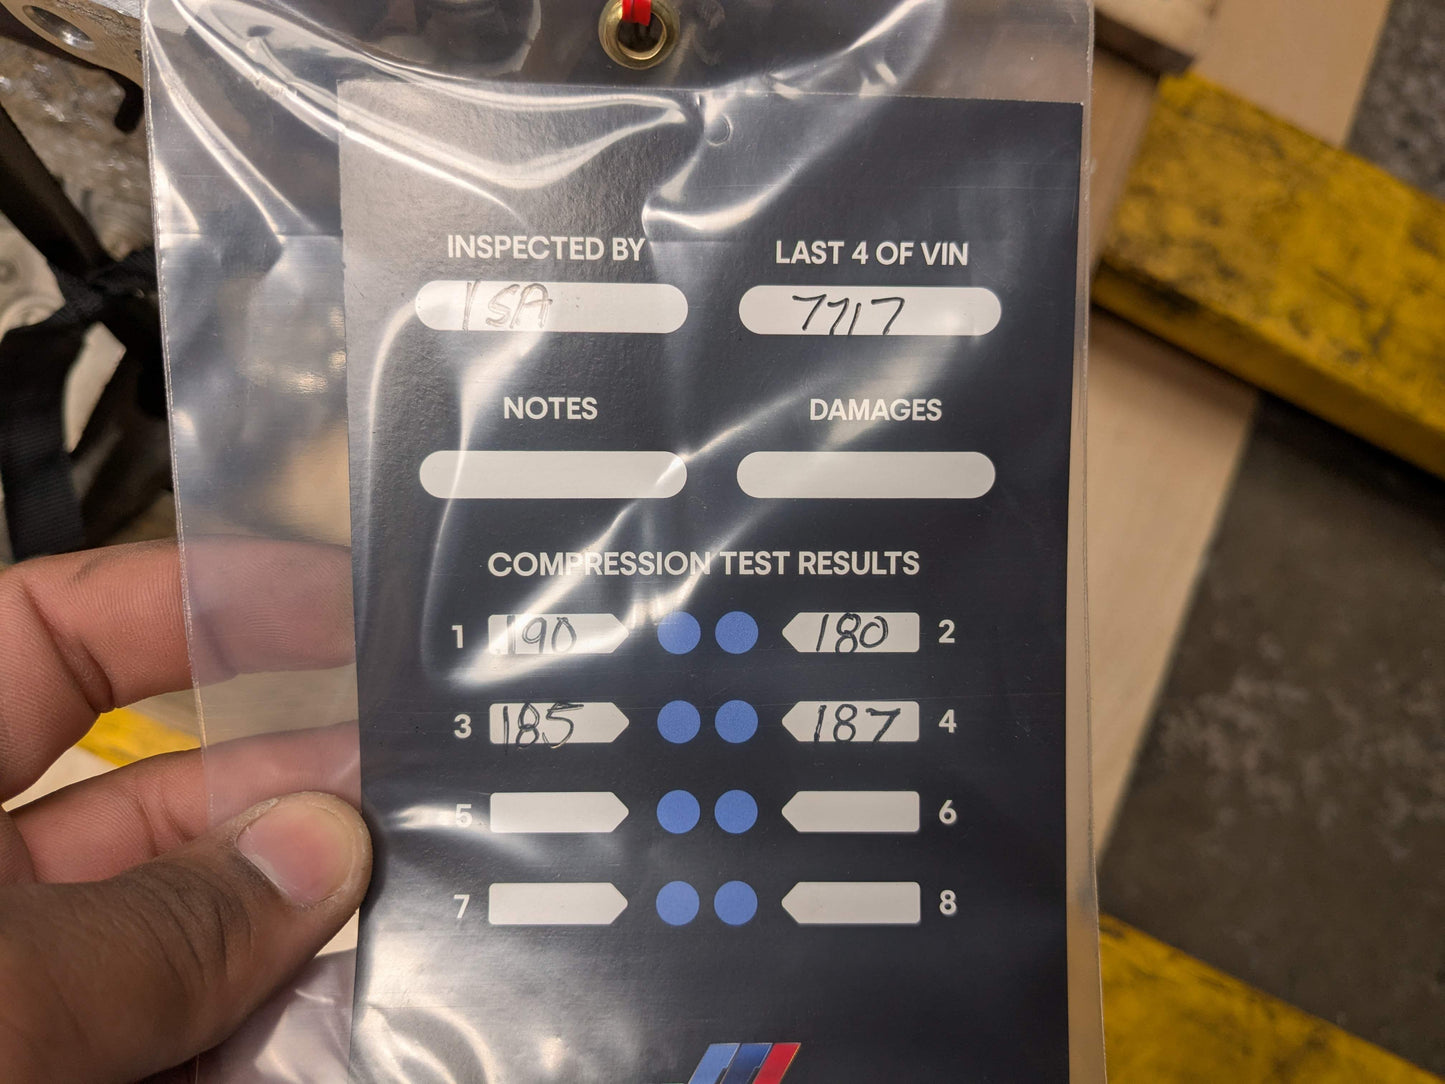 INSPECTED BY LAST 4 OF VIN
ISA 7717
NOTES DAMAGES
COMPRESSION TEST RESULTS
1 190 180 2
3 185 187 4
5 6
7 8